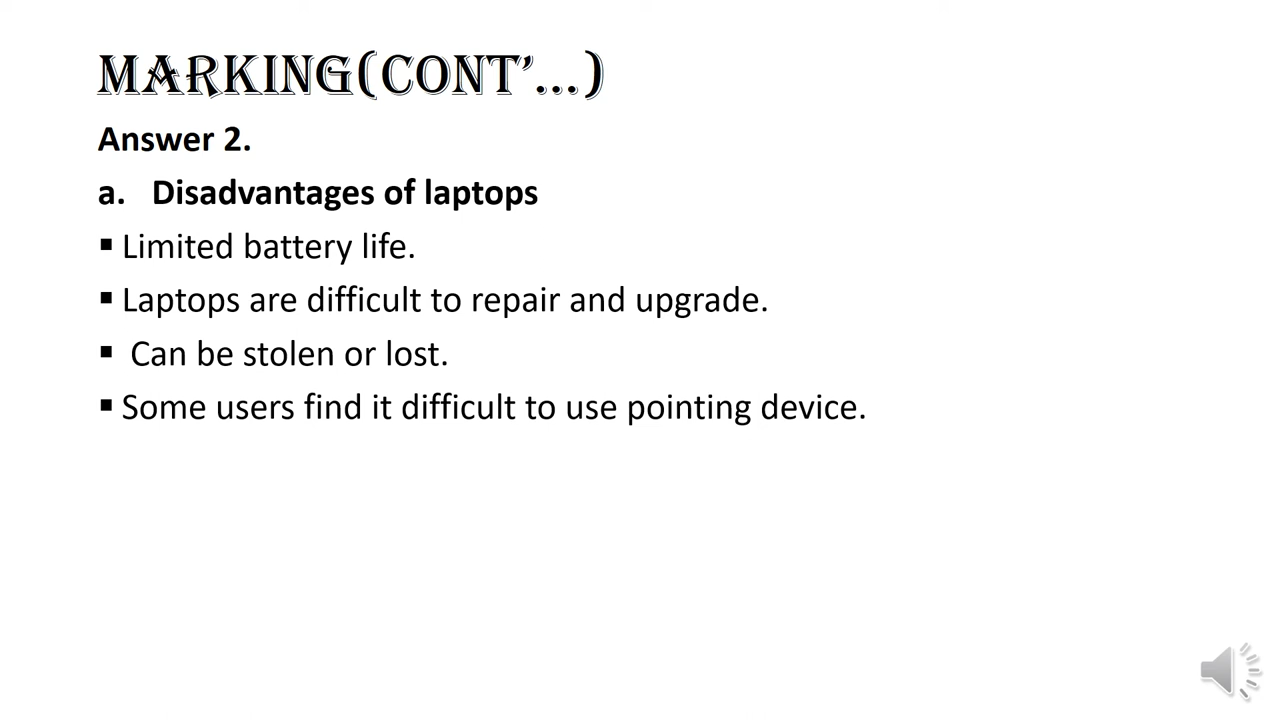 MARKING(CONT’…)
Answer 2.
a. Disadvantages of laptops
▪ Limited battery life.
▪ Laptops are difficult to repair and upgrade.
▪ Can be stolen or lost.
▪ Some users find it difficult to use pointing device.